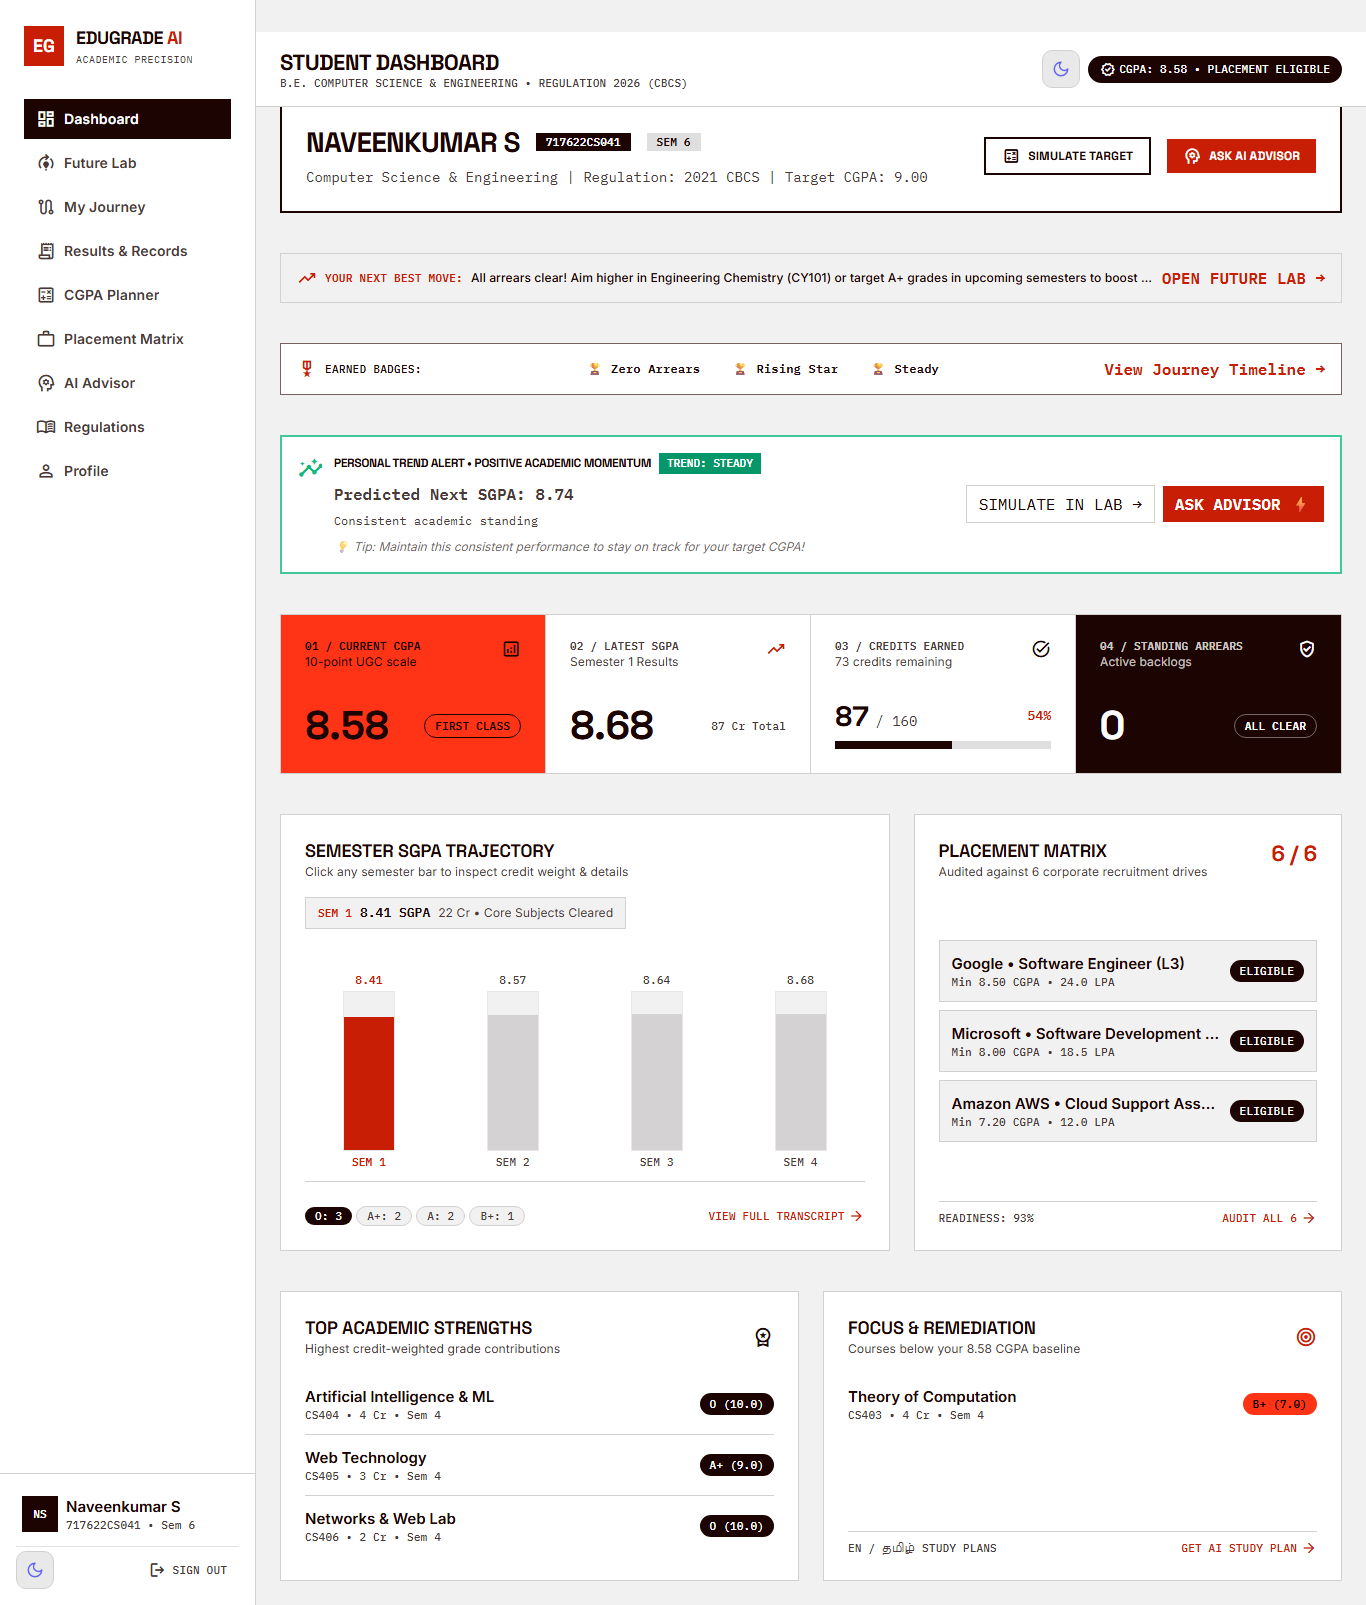 EG
EDUGRADE AI
ACADEMIC PRECISION
Dashboard
Future Lab
My Journey
Results & Records
CGPA Planner
Placement Matrix
AI Advisor
Regulations
Profile
NS
Naveenkumar S
717622CS041 • Sem 6
SIGN OUT
STUDENT DASHBOARD
B.E. COMPUTER SCIENCE & ENGINEERING • REGULATION 2026 (CBCS)
CGPA: 8.58 • PLACEMENT ELIGIBLE
NAVEENKUMAR S 717622CS041 SEM 6
Computer Science & Engineering | Regulation: 2021 CBCS | Target CGPA: 9.00
SIMULATE TARGET
ASK AI ADVISOR
YOUR NEXT BEST MOVE: All arrears clear! Aim higher in Engineering Chemistry (CY101) or target A+ grades in upcoming semesters to boost ... OPEN FUTURE LAB →
EARNED BADGES: Zero Arrears Rising Star Steady View Journey Timeline →
PERSONAL TREND ALERT • POSITIVE ACADEMIC MOMENTUM TREND: STEADY
Predicted Next SGPA: 8.74
Consistent academic standing
Tip: Maintain this consistent performance to stay on track for your target CGPA!
SIMULATE IN LAB →
ASK ADVISOR
01 / CURRENT CGPA
10-point UGC scale
8.58 FIRST CLASS
02 / LATEST SGPA
Semester 1 Results
8.68 87 Cr Total
03 / CREDITS EARNED
73 credits remaining
87 / 160 54%
04 / STANDING ARREARS
Active backlogs
0 ALL CLEAR
SEMESTER SGPA TRAJECTORY
Click any semester bar to inspect credit weight & details
SEM 1 8.41 SGPA 22 Cr • Core Subjects Cleared
8.41 8.57 8.64 8.68
SEM 1 SEM 2 SEM 3 SEM 4
O: 3 A+: 2 A: 2 B+: 1 VIEW FULL TRANSCRIPT →
PLACEMENT MATRIX 6/6
Audited against 6 corporate recruitment drives
Google • Software Engineer (L3)
Min 8.50 CGPA • 24.0 LPA
ELIGIBLE
Microsoft • Software Development ...
Min 8.00 CGPA • 18.5 LPA
ELIGIBLE
Amazon AWS • Cloud Support Ass...
Min 7.20 CGPA • 12.0 LPA
ELIGIBLE
READINESS: 93% AUDIT ALL 6 →
TOP ACADEMIC STRENGTHS
Highest credit-weighted grade contributions
Artificial Intelligence & ML
CS404 • 4 Cr • Sem 4
O (10.0)
Web Technology
CS405 • 3 Cr • Sem 4
A+ (9.0)
Networks & Web Lab
CS406 • 2 Cr • Sem 4
O (10.0)
FOCUS & REMEDIATION
Courses below your 8.58 CGPA baseline
Theory of Computation
CS403 • 4 Cr • Sem 4
B+ (7.0)
EN / தமிழ் STUDY PLANS GET AI STUDY PLAN →